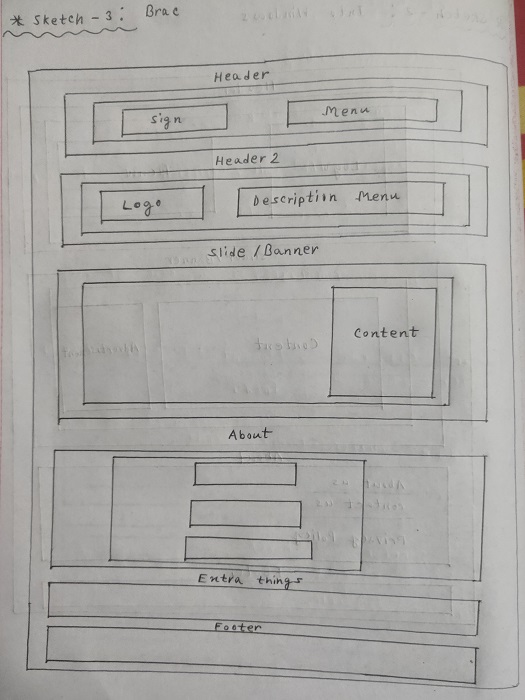 * Sketch - 3: Brac
Header
Sign Menu
Header 2
Logo Description Menu
Slide / Banner
Content
About
Extra things
Footer